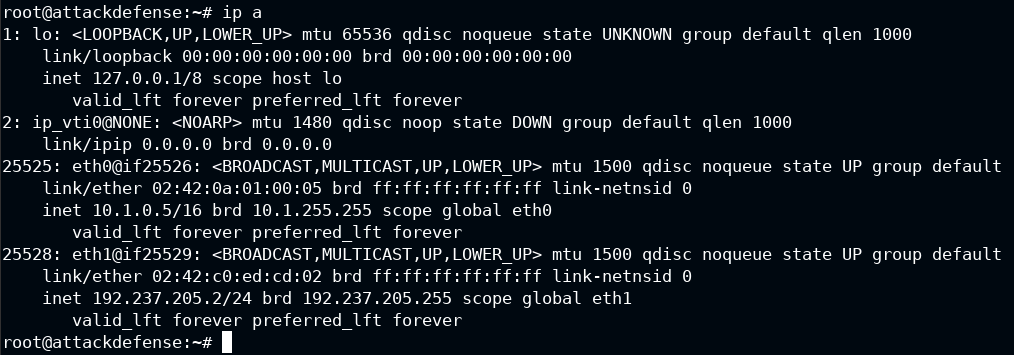 root@attackdefense:~# ip a
1: lo: <LOOPBACK,UP,LOWER_UP> mtu 65536 qdisc noqueue state UNKNOWN group default qlen 1000
    link/loopback 00:00:00:00:00:00 brd 00:00:00:00:00:00
    inet 127.0.0.1/8 scope host lo
       valid_lft forever preferred_lft forever
2: ip_vti0@NONE: <NOARP> mtu 1480 qdisc noop state DOWN group default qlen 1000
    link/ipip 0.0.0.0 brd 0.0.0.0
25525: eth0@if25526: <BROADCAST,MULTICAST,UP,LOWER_UP> mtu 1500 qdisc noqueue state UP group default
    link/ether 02:42:0a:01:00:05 brd ff:ff:ff:ff:ff:ff link-netnsid 0
    inet 10.1.0.5/16 brd 10.1.255.255 scope global eth0
       valid_lft forever preferred_lft forever
25528: eth1@if25529: <BROADCAST,MULTICAST,UP,LOWER_UP> mtu 1500 qdisc noqueue state UP group default
    link/ether 02:42:c0:ed:cd:02 brd ff:ff:ff:ff:ff:ff link-netnsid 0
    inet 192.237.205.2/24 brd 192.237.205.255 scope global eth1
       valid_lft forever preferred_lft forever
root@attackdefense:~#